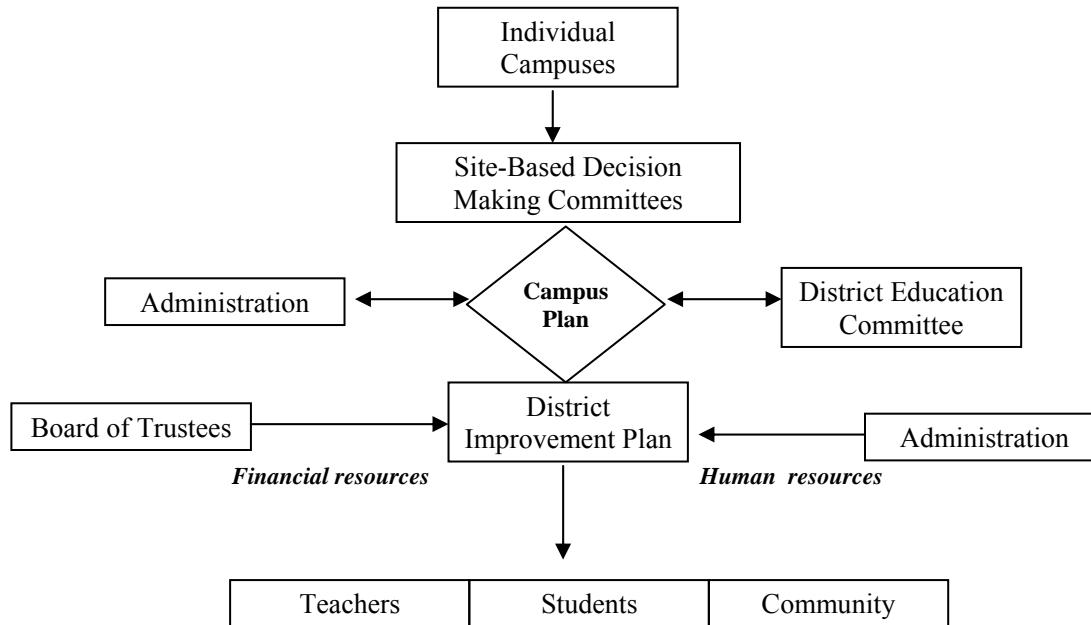 Individual
Campuses
Site-Based Decision
Making Committees
Administration
Campus
Plan
District Education
Committee
Board of Trustees
District
Improvement Plan
Administration
Financial resources
Human resources
Teachers
Students
Community